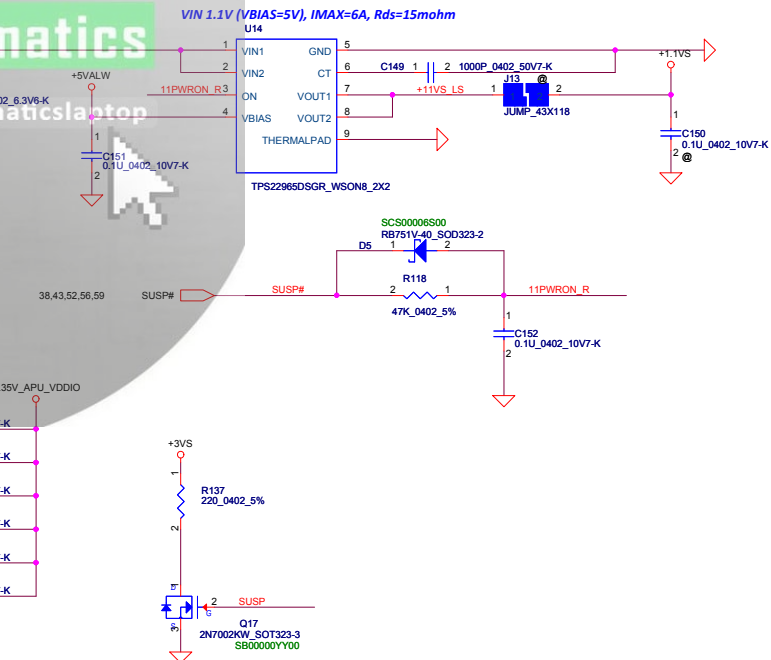 VIN 1.1V (VBIAS=5V), IMAX=6A, Rds=15mohm
U14
matics
1 VIN1 GND 5
2 VIN2 CT 6
C149 1 2 1000P_0402_50V7-K
+1.1VS
+5VALW
11PWRON_R 3 ON VOUT1 7
+11VS_LS
J13 @
1 2
JUMP_43X118
02_6.3V6-K
maticslaptop
4 VBIAS VOUT2 8
THERMALPAD 9
1
C151
0.1U_0402_10V7-K
2
1
C150
0.1U_0402_10V7-K
2 @
TPS22965DSGR_WSON8_2X2
SCS00006S00
RB751V-40_SOD323-2
D5 1 2
R118
38,43,52,56,59 SUSP# SUSP# 2 1 11PWRON_R
47K_0402_5%
1
C152
0.1U_0402_10V7-K
2
35V_APU_VDDIO
-K
-K
-K
-K
-K
-K
+3VS
1
R137
220_0402_5%
2
D 1
2 SUSP
G
S 3
Q17
2N7002KW_SOT323-3
SB00000YY00